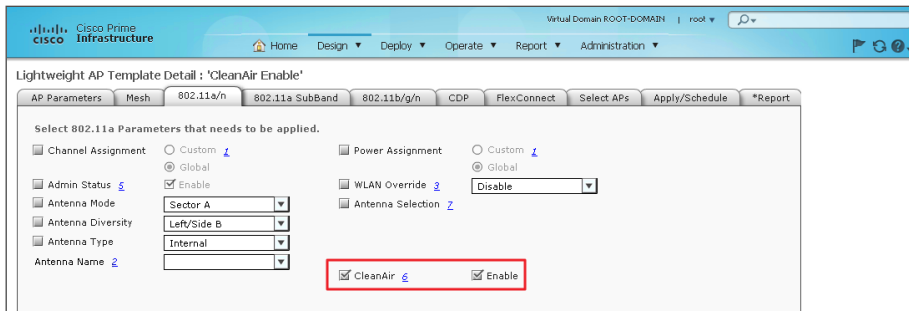 Virtual Domain ROOT-DOMAIN | root
Cisco Prime
CISCO Infrastructure
Home Design Deploy Operate Report Administration
Lightweight AP Template Detail : 'CleanAir Enable'
AP Parameters Mesh 802.11a/n 802.11a SubBand 802.11b/g/n CDP FlexConnect Select APs Apply/Schedule *Report
Select 802.11a Parameters that needs to be applied.
Channel Assignment Custom 1 Power Assignment Custom 1
Global Global
Admin Status 5 Enable WLAN Override 3 Disable
Antenna Mode Sector A Antenna Selection 7
Antenna Diversity Left/Side B
Antenna Type Internal
Antenna Name 2
CleanAir 6 Enable